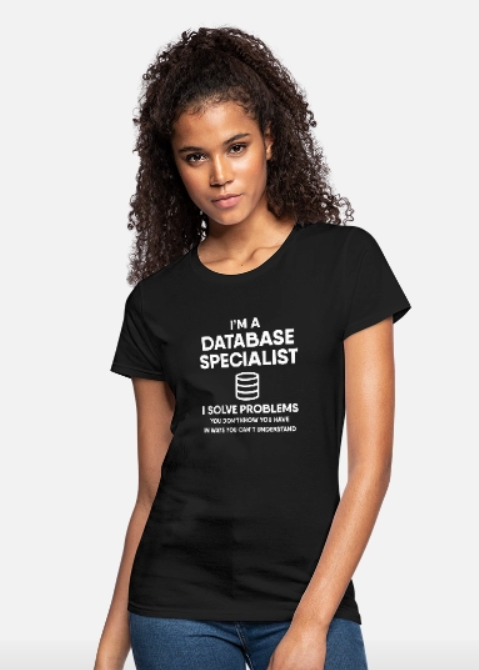 I'M A
DATABASE
SPECIALIST
I SOLVE PROBLEMS
YOU DON'T KNOW YOU HAVE
IN WAYS YOU CAN'T UNDERSTAND